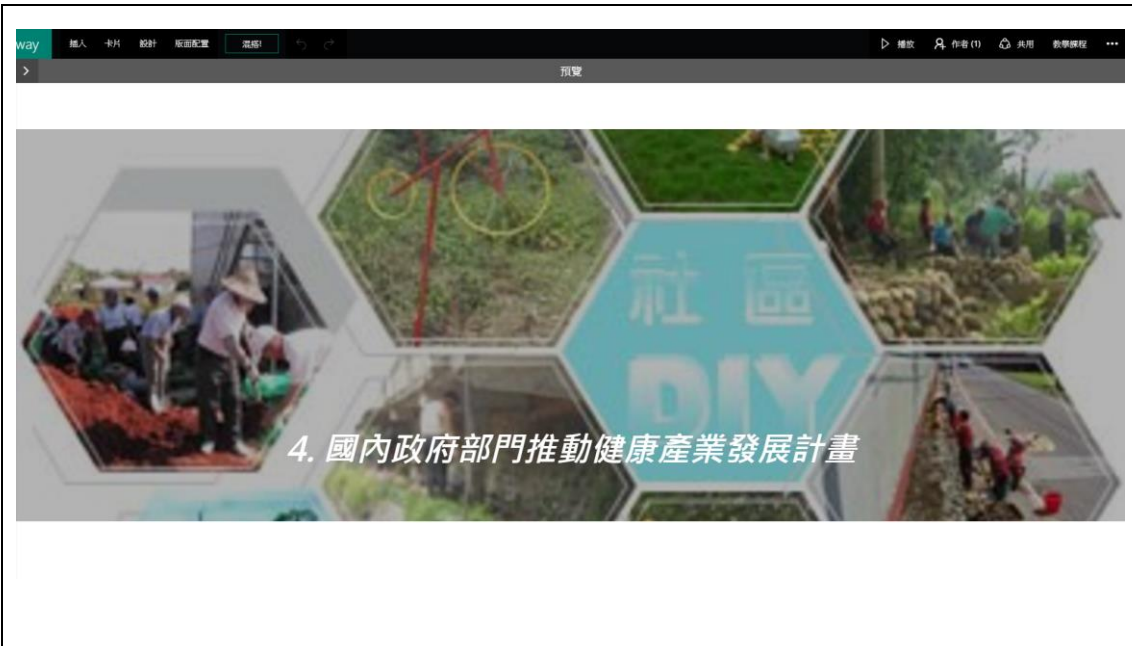 way 插入 卡片 設計 版面配置 混搭! 播放 作者 (1) 共用 教學課程 •••
預覽
社區
DIY
4. 國內政府部門推動健康產業發展計畫